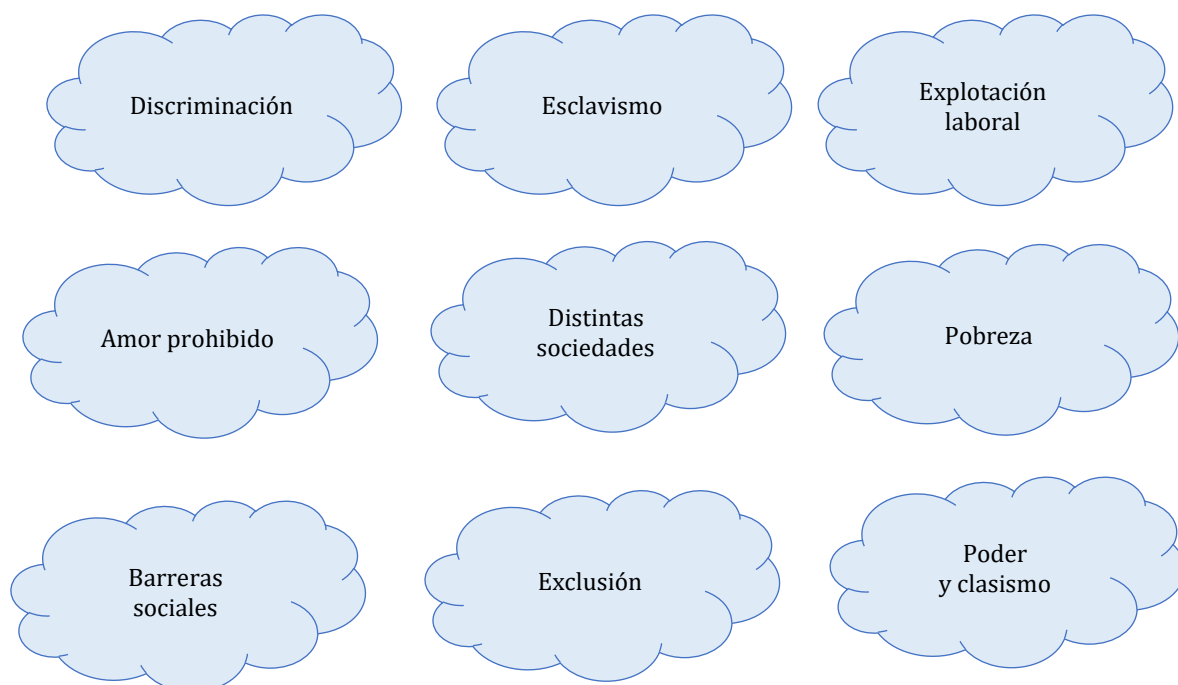 Discriminación
Esclavismo
Explotación
laboral
Amor prohibido
Distintas
sociedades
Pobreza
Barreras
sociales
Exclusión
Poder
y clasismo